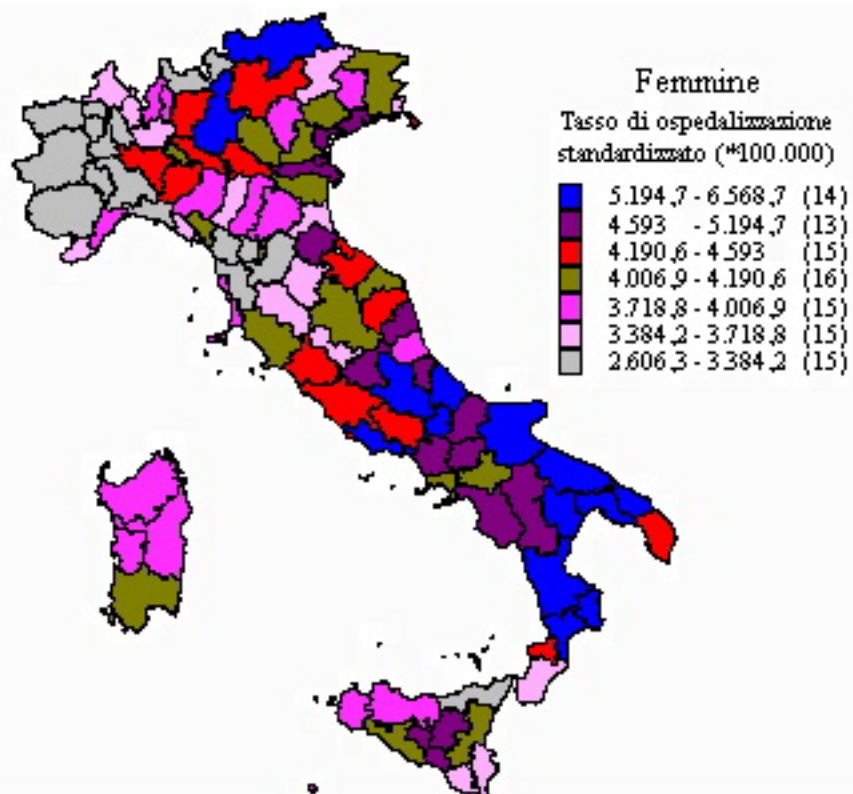 Femmine
Tasso di ospedalizzazione
standardizzato (*100.000)
5.194,7 - 6.568,7 (14)
4.593 - 5.194,7 (13)
4.190,6 - 4.593 (15)
4.006,9 - 4.190,6 (16)
3.718,8 - 4.006,9 (15)
3.384,2 - 3.718,8 (15)
2.606,3 - 3.384,2 (15)